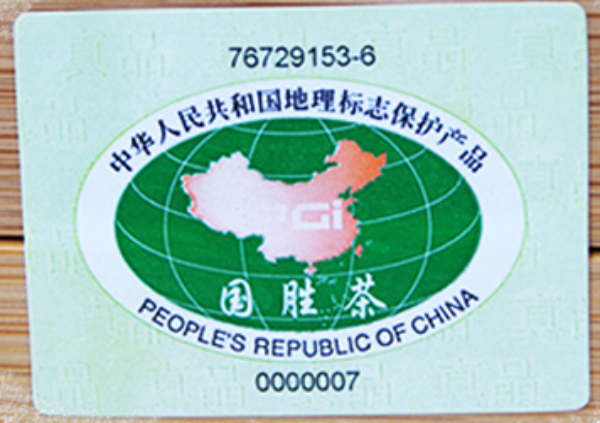 76729153-6
中华人民共和国地理标志保护产品
PGi
国胜茶
PEOPLE'S REPUBLIC OF CHINA
0000007